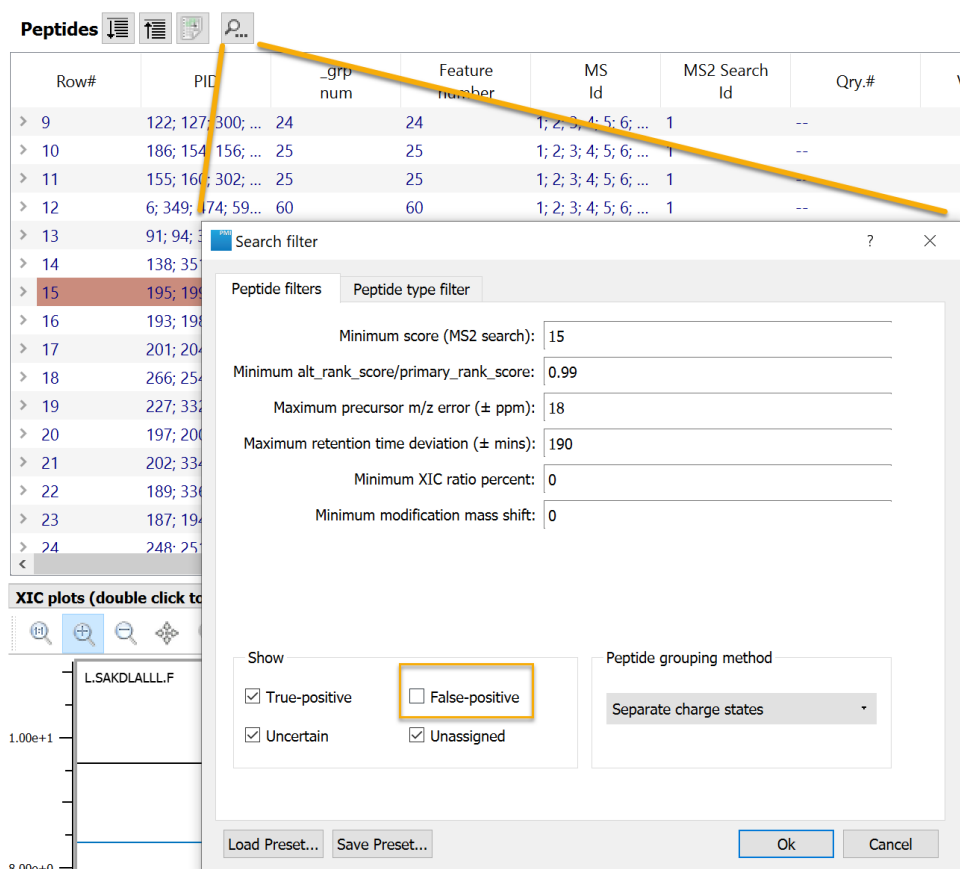 Peptides
Row# PID _grp num Feature number MS Id MS2 Search Id Qry.#
9 122; 127; 300; ... 24 24 1; 2; 3; 4; 5; 6; ... 1 --
10 186; 154; 156; ... 25 25 1; 2; 3; 4; 5; 6; ... 1 --
11 155; 160; 302; ... 25 25 1; 2; 3; 4; 5; 6; ... 1 --
12 6; 349; 474; 59... 60 60 1; 2; 3; 4; 5; 6; ... 1 --
13 91; 94;
14 138; 351
15 195; 199
16 193; 198
17 201; 204
18 266; 254
19 227; 332
20 197; 200
21 202; 334
22 189; 336
23 187; 194
24 248; 251
Search filter
Peptide filters Peptide type filter
Minimum score (MS2 search): 15
Minimum alt_rank_score/primary_rank_score: 0.99
Maximum precursor m/z error (± ppm): 18
Maximum retention time deviation (± mins): 190
Minimum XIC ratio percent: 0
Minimum modification mass shift: 0
Show
True-positive False-positive
Uncertain Unassigned
Peptide grouping method
Separate charge states
Load Preset... Save Preset... Ok Cancel
XIC plots (double click to
1:1
L.SAKDLALLL.F
1.00e+1
8.00e+0